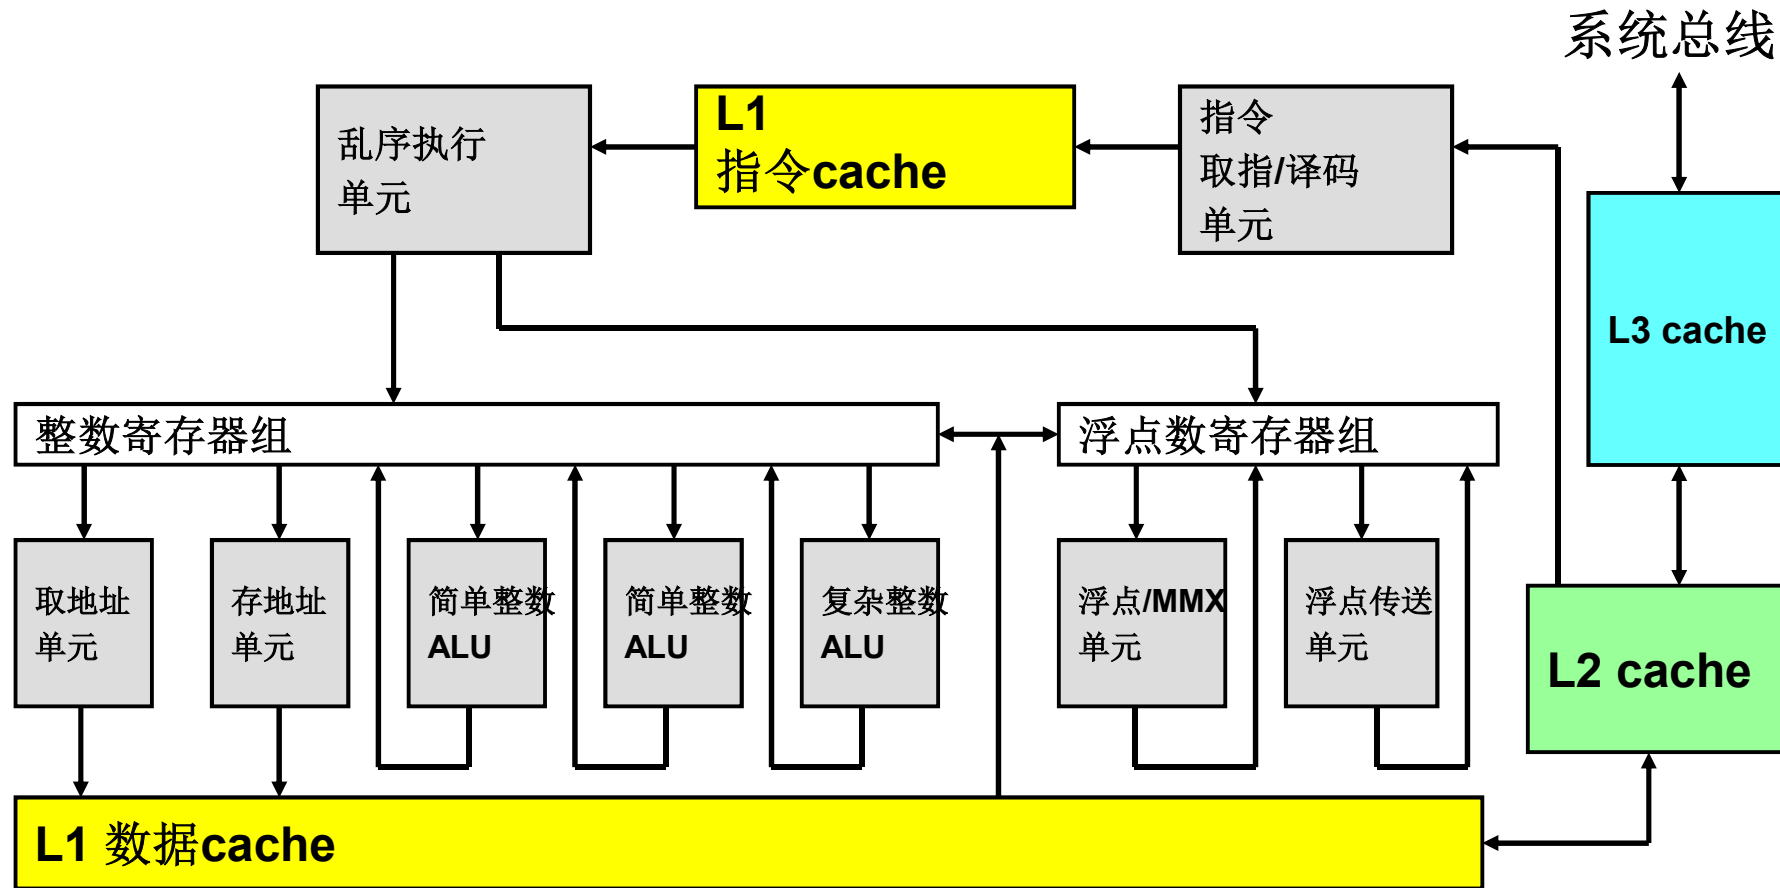 系统总线
乱序执行
单元
L1
指令cache
指令
取指/译码
单元
L3 cache
整数寄存器组
浮点数寄存器组
取地址
单元
存地址
单元
简单整数
ALU
简单整数
ALU
复杂整数
ALU
浮点/MMX
单元
浮点传送
单元
L2 cache
L1 数据cache